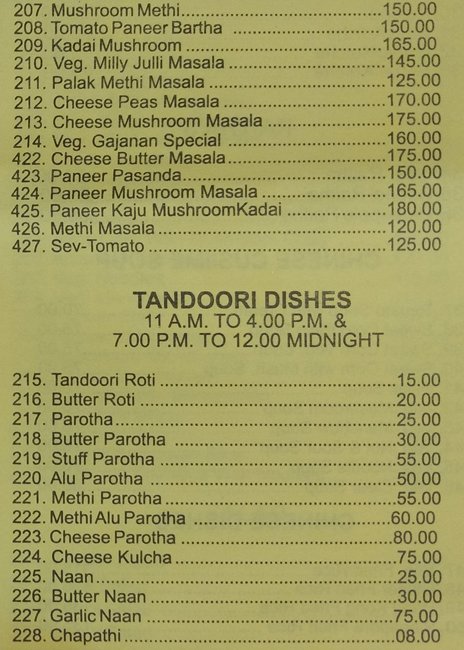 207. Mushroom Methi..................................150.00
208. Tomato Paneer Bartha ..........................150.00
209. Kadai Mushroom ..................................165.00
210. Veg. Milly Julli Masala ...........................145.00
211. Palak Methi Masala...............................125.00
212. Cheese Peas Masala............................170.00
213. Cheese Mushroom Masala ...................175.00
214. Veg. Gajanan Special ..........................160.00
422. Cheese Butter Masala...........................175.00
423. Paneer Pasanda...................................150.00
424. Paneer Mushroom Masala....................165.00
425. Paneer Kaju MushroomKadai ...............180.00
426. Methi Masala........................................120.00
427. Sev-Tomato ..........................................125.00
TANDOORI DISHES
11 A.M. TO 4.00 P.M. &
7.00 P.M. TO 12.00 MIDNIGHT
215. Tandoori Roti ..........................................15.00
216. Butter Roti ..............................................20.00
217. Parotha...................................................25.00
218. Butter Parotha ........................................30.00
219. Stuff Parotha ..........................................55.00
220. Alu Parotha .............................................50.00
221. Methi Parotha..........................................55.00
222. Methi Alu Parotha ...................................60.00
223. Cheese Parotha ......................................80.00
224. Cheese Kulcha........................................75.00
225. Naan........................................................25.00
226. Butter Naan .............................................30.00
227. Garlic Naan .............................................75.00
228. Chapathi ..................................................08.00